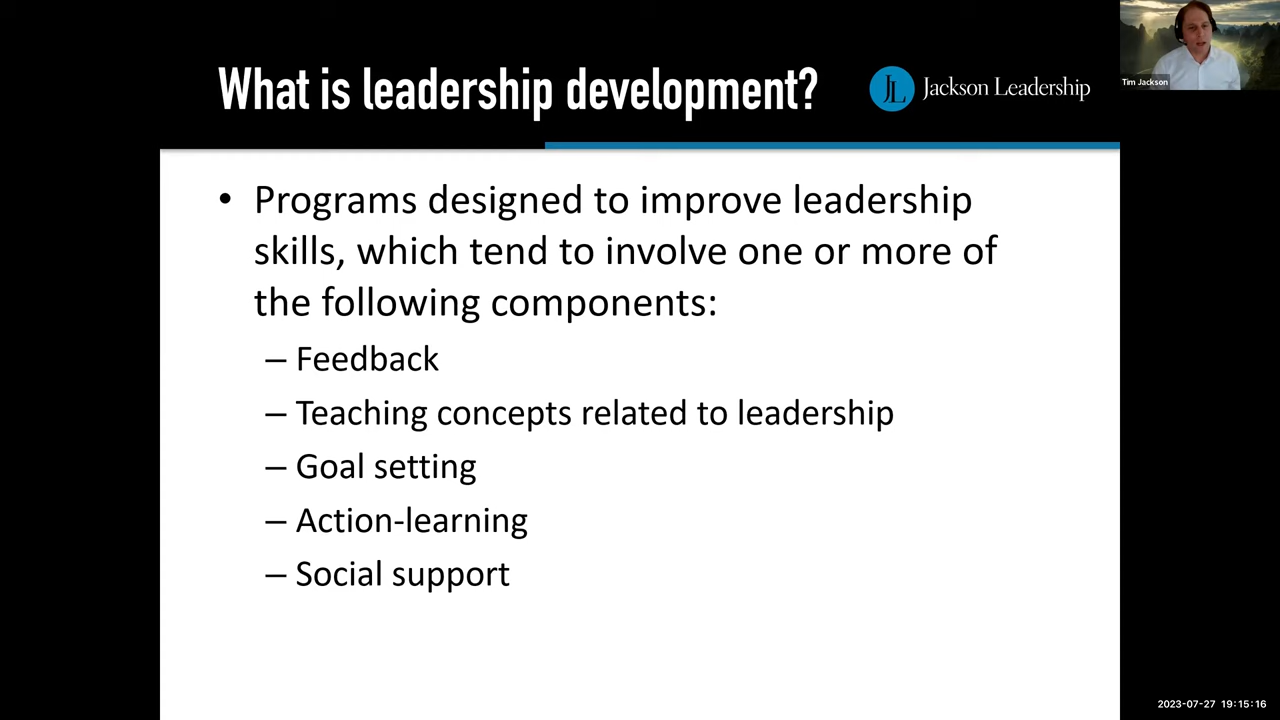 What is leadership development?
JL
Jackson Leadership
Tim Jackson
• Programs designed to improve leadership
skills, which tend to involve one or more of
the following components:
– Feedback
– Teaching concepts related to leadership
– Goal setting
– Action-learning
– Social support
2023-07-27 19:15:16